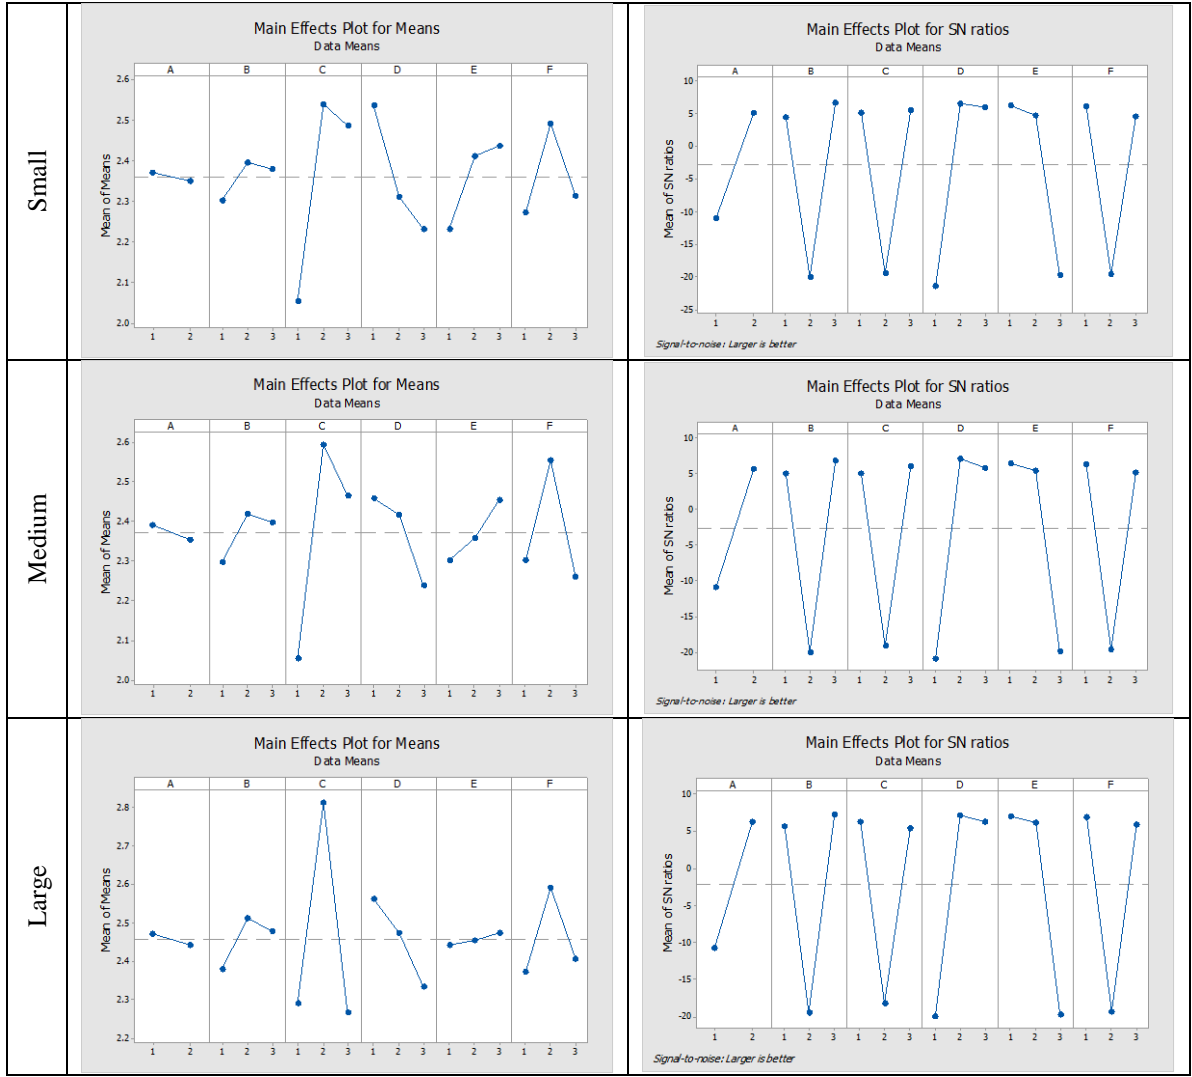 Small
Main Effects Plot for Means
Data Means
A B C D E F
Mean of Means
2.6
2.5
2.4
2.3
2.2
2.1
2.0
1 2 1 2 3 1 2 3 1 2 3 1 2 3 1 2 3
Main Effects Plot for SN ratios
Data Means
A B C D E F
Mean of SN ratios
10
5
0
-5
-10
-15
-20
-25
1 2 1 2 3 1 2 3 1 2 3 1 2 3 1 2 3
Signal-to-noise: Larger is better
Medium
Main Effects Plot for Means
Data Means
A B C D E F
Mean of Means
2.6
2.5
2.4
2.3
2.2
2.1
2.0
1 2 1 2 3 1 2 3 1 2 3 1 2 3 1 2 3
Main Effects Plot for SN ratios
Data Means
A B C D E F
Mean of SN ratios
10
5
0
-5
-10
-15
-20
1 2 1 2 3 1 2 3 1 2 3 1 2 3 1 2 3
Signal-to-noise: Larger is better
Large
Main Effects Plot for Means
Data Means
A B C D E F
Mean of Means
2.8
2.7
2.6
2.5
2.4
2.3
2.2
1 2 1 2 3 1 2 3 1 2 3 1 2 3 1 2 3
Main Effects Plot for SN ratios
Data Means
A B C D E F
Mean of SN ratios
10
5
0
-5
-10
-15
-20
1 2 1 2 3 1 2 3 1 2 3 1 2 3 1 2 3
Signal-to-noise: Larger is better